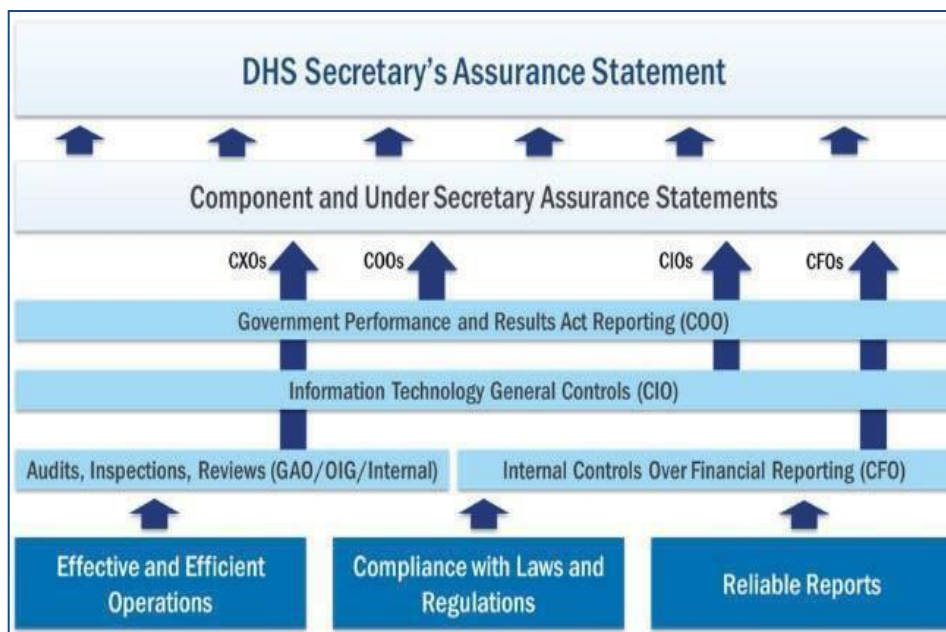 DHS Secretary's Assurance Statement
Component and Under Secretary Assurance Statements
CXOs COOs CIOs CFOs
Government Performance and Results Act Reporting (COO)
Information Technology General Controls (CIO)
Audits, Inspections, Reviews (GAO/OIG/Internal)
Internal Controls Over Financial Reporting (CFO)
Effective and Efficient
Operations
Compliance with Laws and
Regulations
Reliable Reports